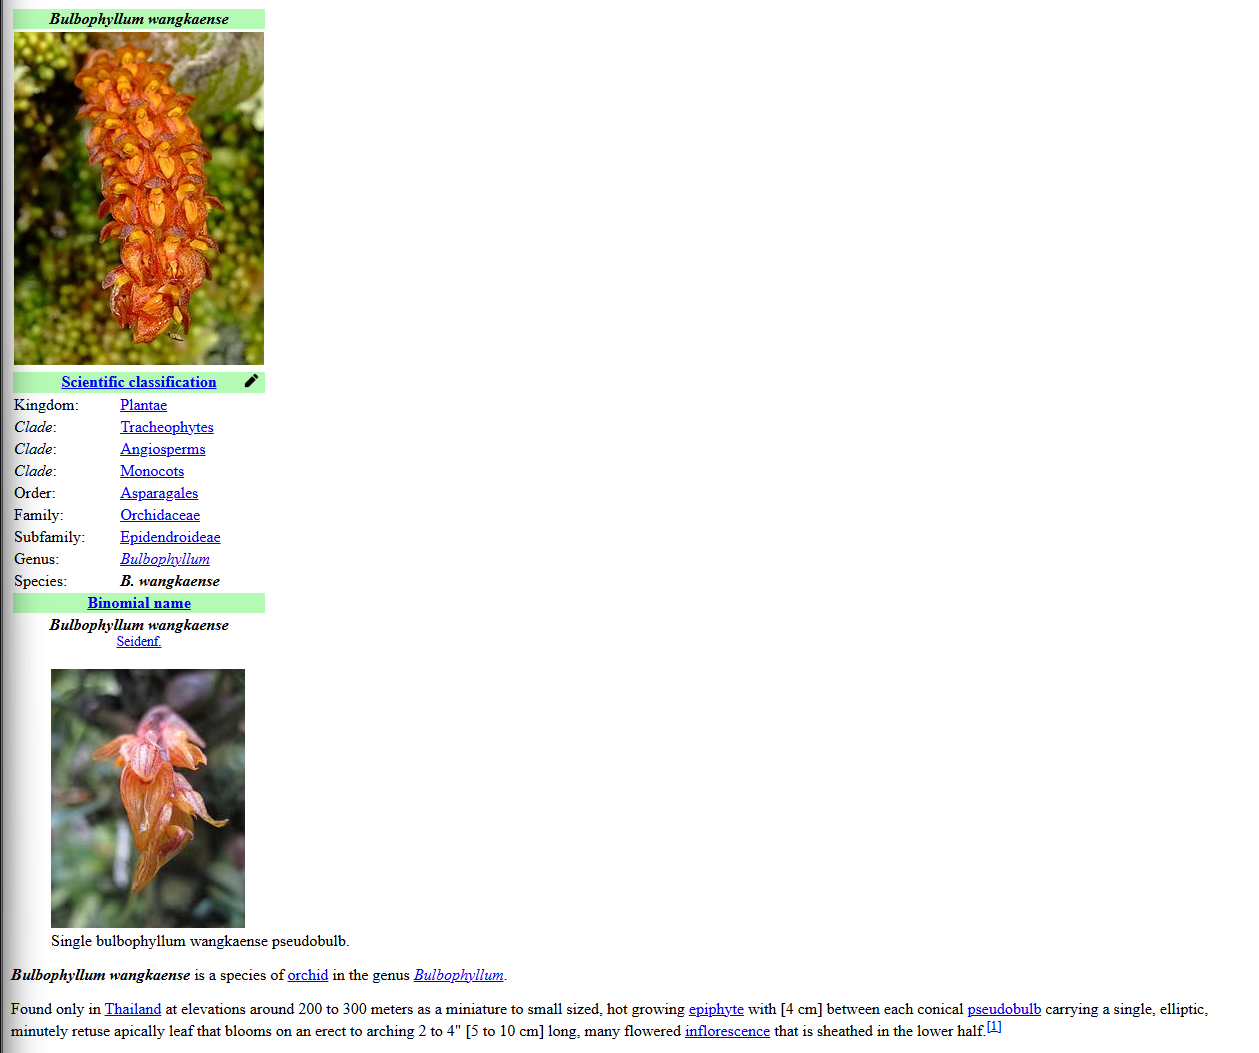 Bulbophyllum wangkaense
Scientific classification
Kingdom: Plantae
Clade: Tracheophytes
Clade: Angiosperms
Clade: Monocots
Order: Asparagales
Family: Orchidaceae
Subfamily: Epidendroideae
Genus: Bulbophyllum
Species: B. wangkaense
Binomial name
Bulbophyllum wangkaense
Seidenf.
Single bulbophyllum wangkaense pseudobulb.
Bulbophyllum wangkaense is a species of orchid in the genus Bulbophyllum.
Found only in Thailand at elevations around 200 to 300 meters as a miniature to small sized, hot growing epiphyte with [4 cm] between each conical pseudobulb carrying a single, elliptic,
minutely retuse apically leaf that blooms on an erect to arching 2 to 4" [5 to 10 cm] long, many flowered inflorescence that is sheathed in the lower half.[1]